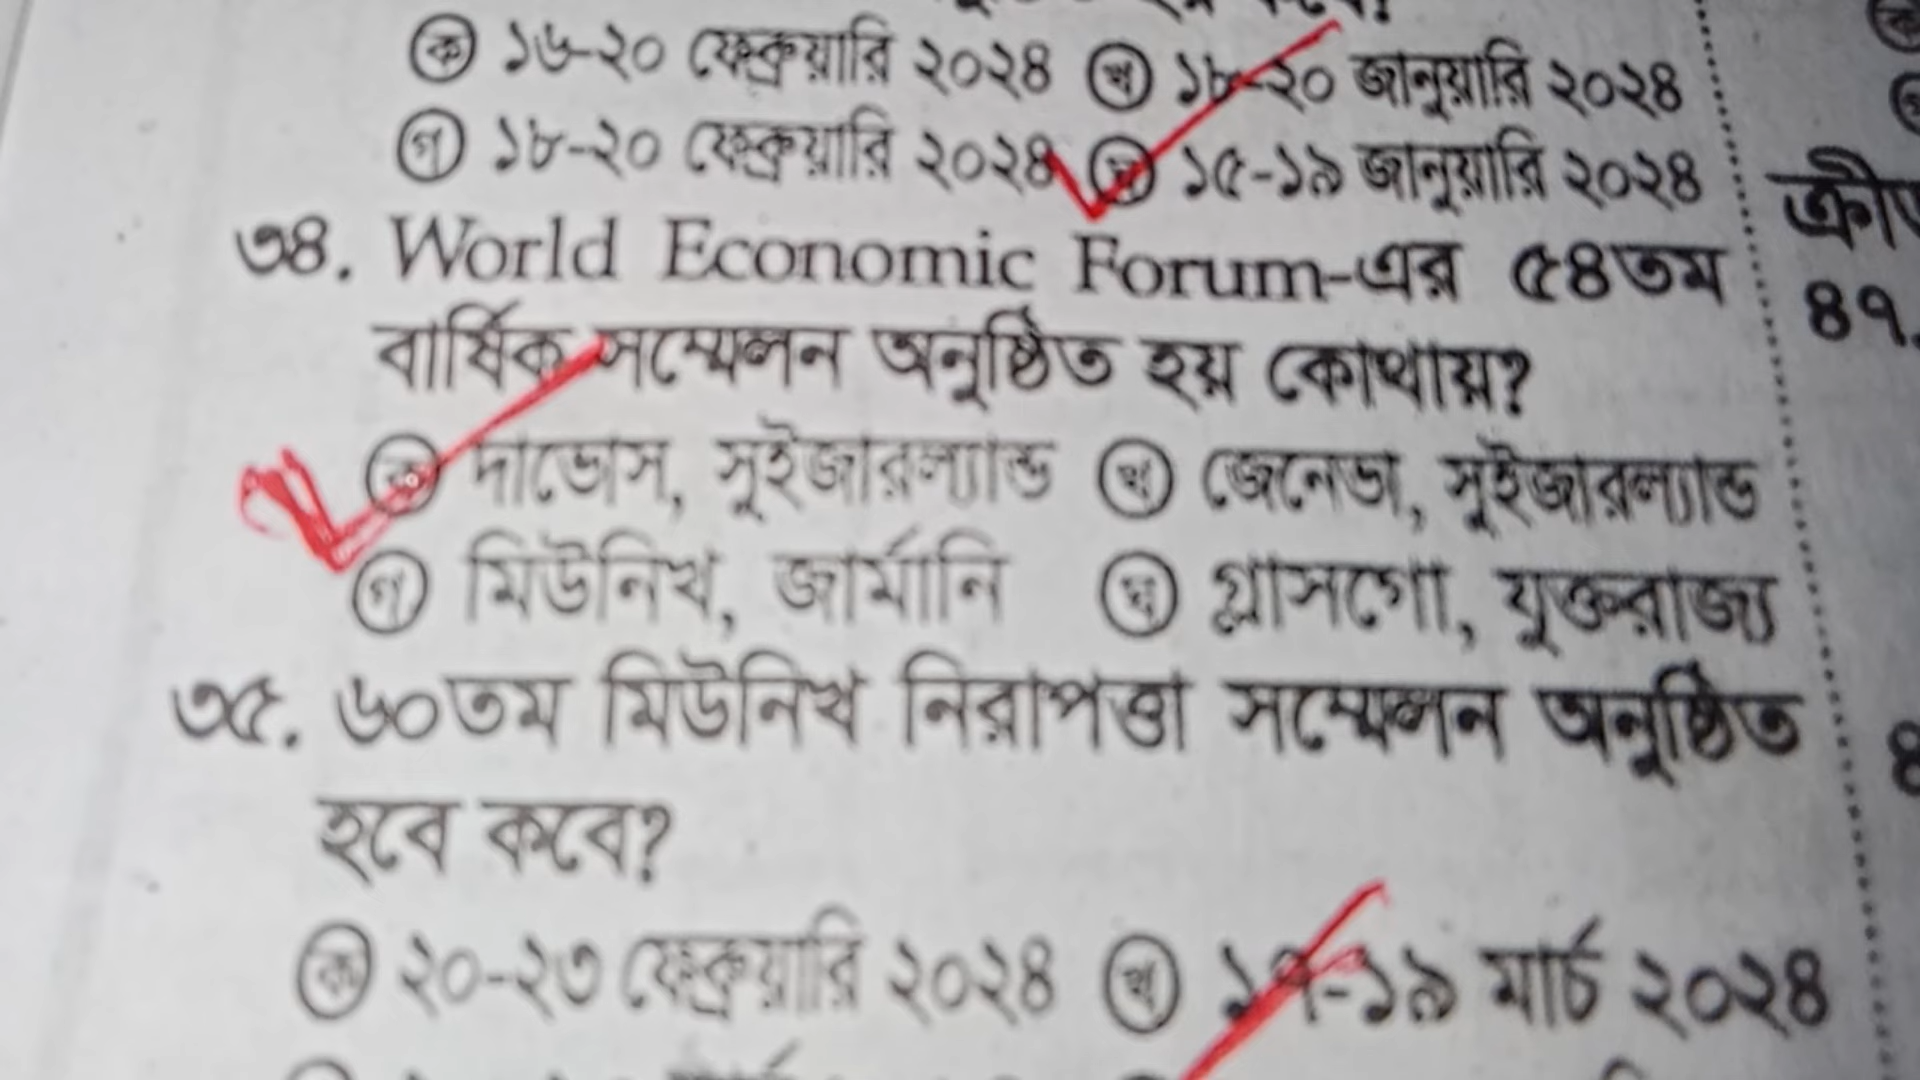 ক ১৬-২০ ফেব্রুয়ারি ২০২৪ খ ১৮-২০ জানুয়ারি ২০২৪
গ ১৮-২০ ফেব্রুয়ারি ২০২৪ ঘ ১৫-১৯ জানুয়ারি ২০২৪
৩৪. World Economic Forum-এর ৫৪তম
বার্ষিক সম্মেলন অনুষ্ঠিত হয় কোথায়?
ক দাভোস, সুইজারল্যান্ড খ জেনেভা, সুইজারল্যান্ড
গ মিউনিখ, জার্মানি ঘ গ্লাসগো, যুক্তরাজ্য
৩৫. ৬০তম মিউনিখ নিরাপত্তা সম্মেলন অনুষ্ঠিত
হবে কবে?
ক ২০-২৩ ফেব্রুয়ারি ২০২৪ খ ১৭-১৯ মার্চ ২০২৪
৪৭.